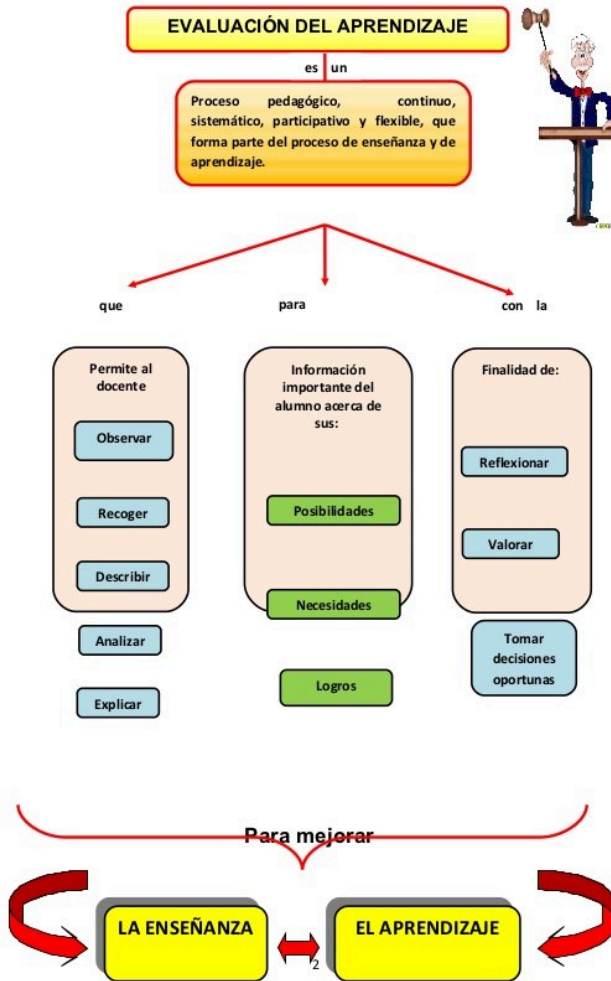 EVALUACIÓN DEL APRENDIZAJE
es un
Proceso pedagógico, continuo,
sistemático, participativo y flexible, que
forma parte del proceso de enseñanza y de
aprendizaje.
que
para
con la
Permite al
docente
Observar
Recoger
Describir
Analizar
Explicar
Información
importante del
alumno acerca de
sus:
Posibilidades
Necesidades
Logros
Finalidad de:
Reflexionar
Valorar
Tomar
decisiones
oportunas
Para mejorar
LA ENSEÑANZA
EL APRENDIZAJE
2